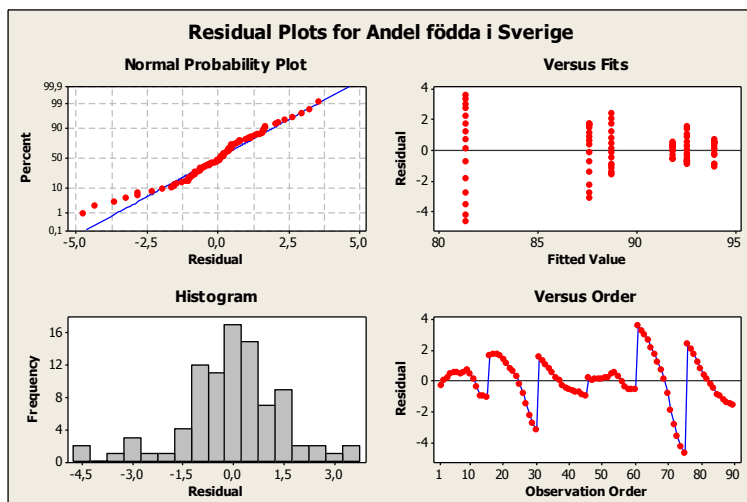 Residual Plots for Andel födda i Sverige
Normal Probability Plot
Percent
99,9
99
90
50
10
1
0,1
-5,0 -2,5 0,0 2,5 5,0
Residual
Versus Fits
Residual
4
2
0
-2
-4
80 85 90 95
Fitted Value
Histogram
Frequency
16
12
8
4
0
-4,5 -3,0 -1,5 0,0 1,5 3,0
Residual
Versus Order
Residual
4
2
0
-2
-4
1 10 20 30 40 50 60 70 80 90
Observation Order